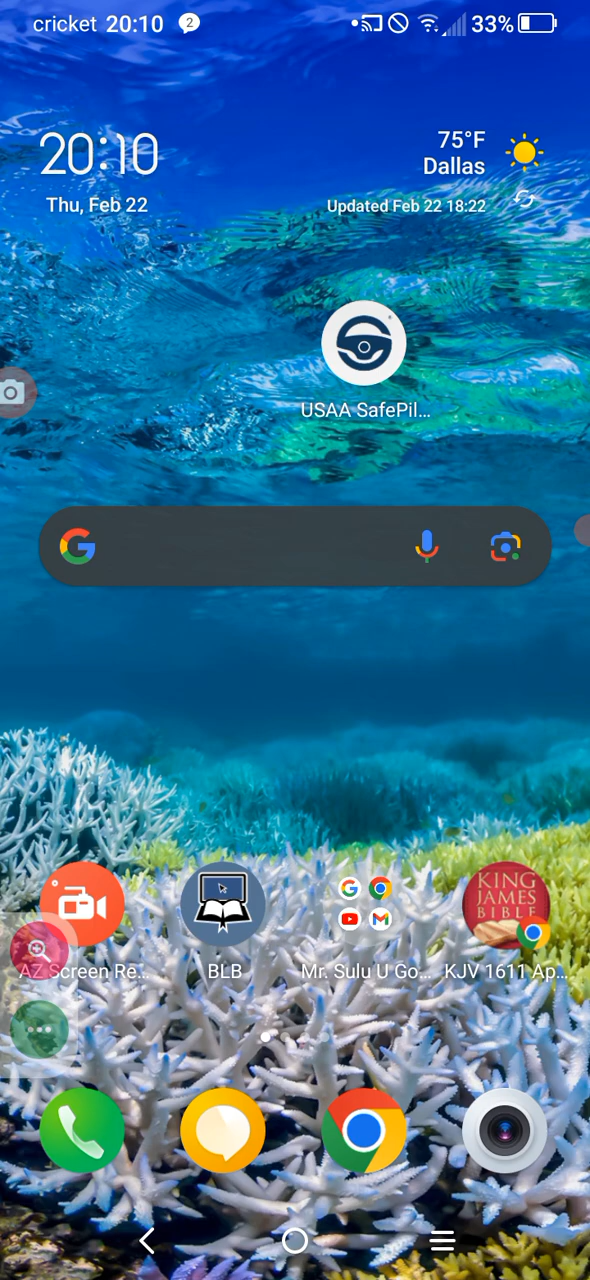 cricket 20:10 2 33%
20:10
Thu, Feb 22
75°F
Dallas
Updated Feb 22 18:22
USAA SafePil...
KING
JAMES
BIBLE
AZ Screen Re...
BLB
Mr. Sulu U Go...
KJV 1611 Ap...